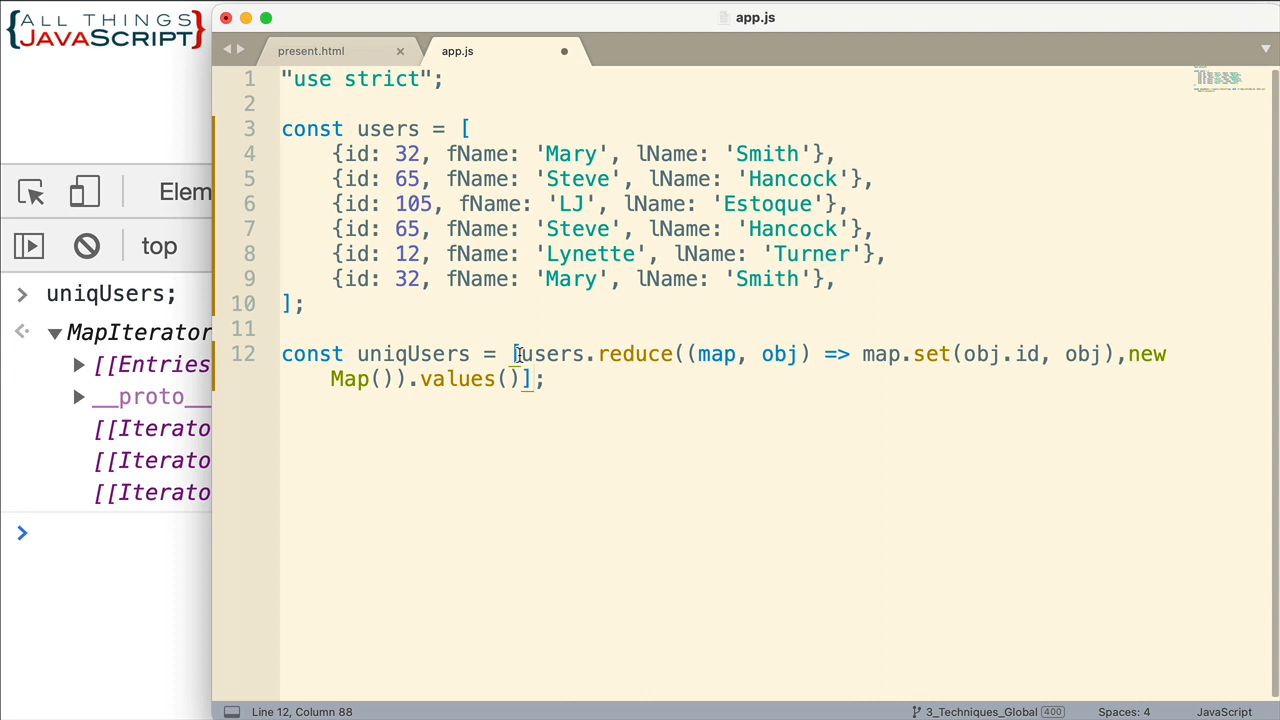 {ALL THINGS
JAVASCRIPT}
app.js
present.html
app.js
1 "use strict";
2
3 const users = [
4 {id: 32, fName: 'Mary', lName: 'Smith'},
5 {id: 65, fName: 'Steve', lName: 'Hancock'},
6 {id: 105, fName: 'LJ', lName: 'Estoque'},
7 {id: 65, fName: 'Steve', lName: 'Hancock'},
8 {id: 12, fName: 'Lynette', lName: 'Turner'},
9 {id: 32, fName: 'Mary', lName: 'Smith'},
10 ];
11
12 const uniqUsers = [users.reduce((map, obj) => map.set(obj.id, obj),new
Map()).values()];
Elem
top
uniqUsers;
MapIterator
[[Entries
__proto__
[[Iterato
[[Iterato
[[Iterato
Line 12, Column 88
3_Techniques_Global 400
Spaces: 4
JavaScript